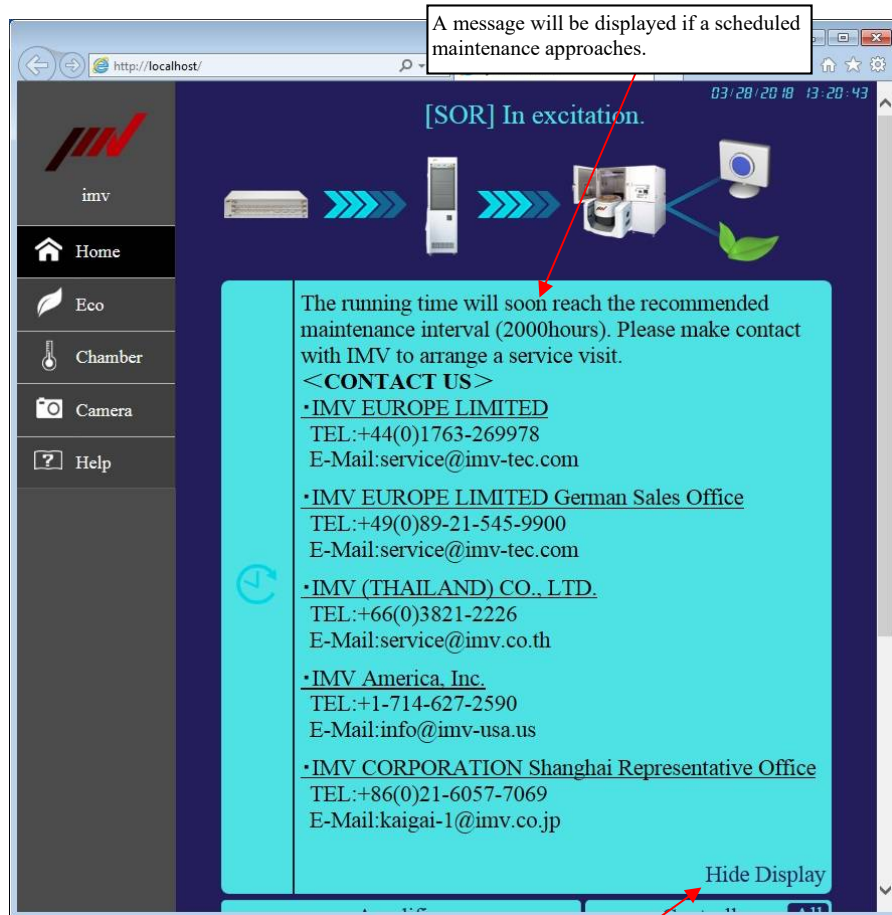 A message will be displayed if a scheduled
maintenance approaches.
http://localhost/
03/28/2018 13:20:43
[SOR] In excitation.
imv
Home
Eco
Chamber
Camera
Help
The running time will soon reach the recommended
maintenance interval (2000hours). Please make contact
with IMV to arrange a service visit.
＜CONTACT US＞
・IMV EUROPE LIMITED
TEL:+44(0)1763-269978
E-Mail:service@imv-tec.com
・IMV EUROPE LIMITED German Sales Office
TEL:+49(0)89-21-545-9900
E-Mail:service@imv-tec.com
・IMV (THAILAND) CO., LTD.
TEL:+66(0)3821-2226
E-Mail:service@imv.co.th
・IMV America, Inc.
TEL:+1-714-627-2590
E-Mail:info@imv-usa.us
・IMV CORPORATION Shanghai Representative Office
TEL:+86(0)21-6057-7069
E-Mail:kaigai-1@imv.co.jp
Hide Display